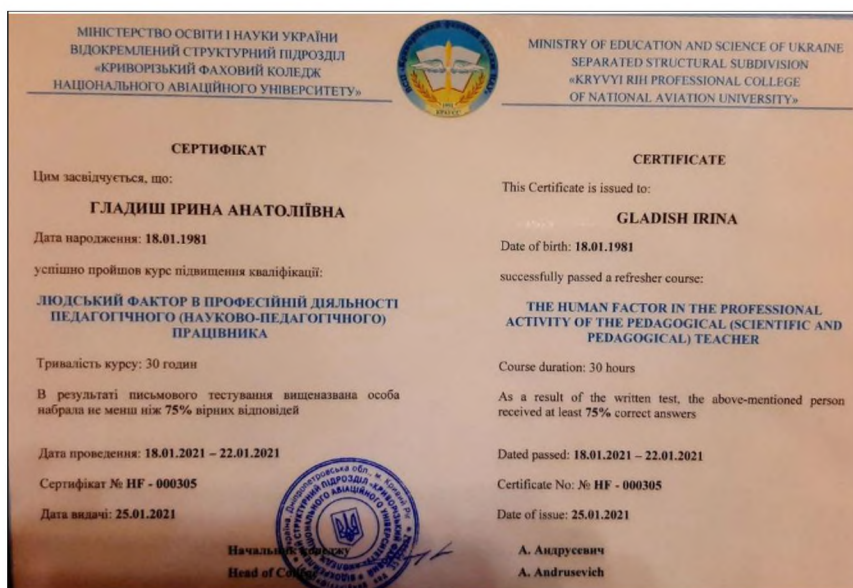 МІНІСТЕРСТВО ОСВІТИ І НАУКИ УКРАЇНИ
ВІДОКРЕМЛЕНИЙ СТРУКТУРНИЙ ПІДРОЗДІЛ
«КРИВОРІЗЬКИЙ ФАХОВИЙ КОЛЕДЖ
НАЦІОНАЛЬНОГО АВІАЦІЙНОГО УНІВЕРСИТЕТУ»
MINISTRY OF EDUCATION AND SCIENCE OF UKRAINE
SEPARATED STRUCTURAL SUBDIVISION
«KRYVYI RIH PROFESSIONAL COLLEGE
OF NATIONAL AVIATION UNIVERSITY»
СЕРТИФІКАТ
Цим засвідчується, що:
ГЛАДИШ ІРИНА АНАТОЛІЇВНА
Дата народження: 18.01.1981
успішно пройшов курс підвищення кваліфікації:
ЛЮДСЬКИЙ ФАКТОР В ПРОФЕСІЙНІЙ ДІЯЛЬНОСТІ
ПЕДАГОГІЧНОГО (НАУКОВО-ПЕДАГОГІЧНОГО)
ПРАЦІВНИКА
Тривалість курсу: 30 годин
В результаті письмового тестування вищеназвана особа
набрала не менш ніж 75% вірних відповідей
Дата проведення: 18.01.2021 – 22.01.2021
Сертифікат № HF - 000305
Дата видачі: 25.01.2021
Начальник коледжу
Head of College
CERTIFICATE
This Certificate is issued to:
GLADISH IRINA
Date of birth: 18.01.1981
successfully passed a refresher course:
THE HUMAN FACTOR IN THE PROFESSIONAL
ACTIVITY OF THE PEDAGOGICAL (SCIENTIFIC AND
PEDAGOGICAL) TEACHER
Course duration: 30 hours
As a result of the written test, the above-mentioned person
received at least 75% correct answers
Dated passed: 18.01.2021 – 22.01.2021
Certificate No: № HF - 000305
Date of issue: 25.01.2021
А. Андрусевич
A. Andrusevich